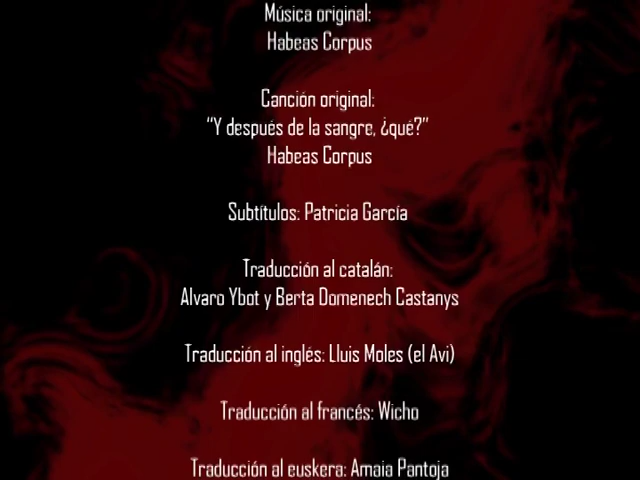 Música original:
Habeas Corpus
Canción original:
"Y después de la sangre, ¿qué?"
Habeas Corpus
Subtítulos: Patricia García
Traducción al catalán:
Alvaro Ybot y Berta Domenech Castanys
Traducción al inglés: Lluis Moles (el Avi)
Traducción al francés: Wicho
Traducción al euskera: Amaia Pantoja